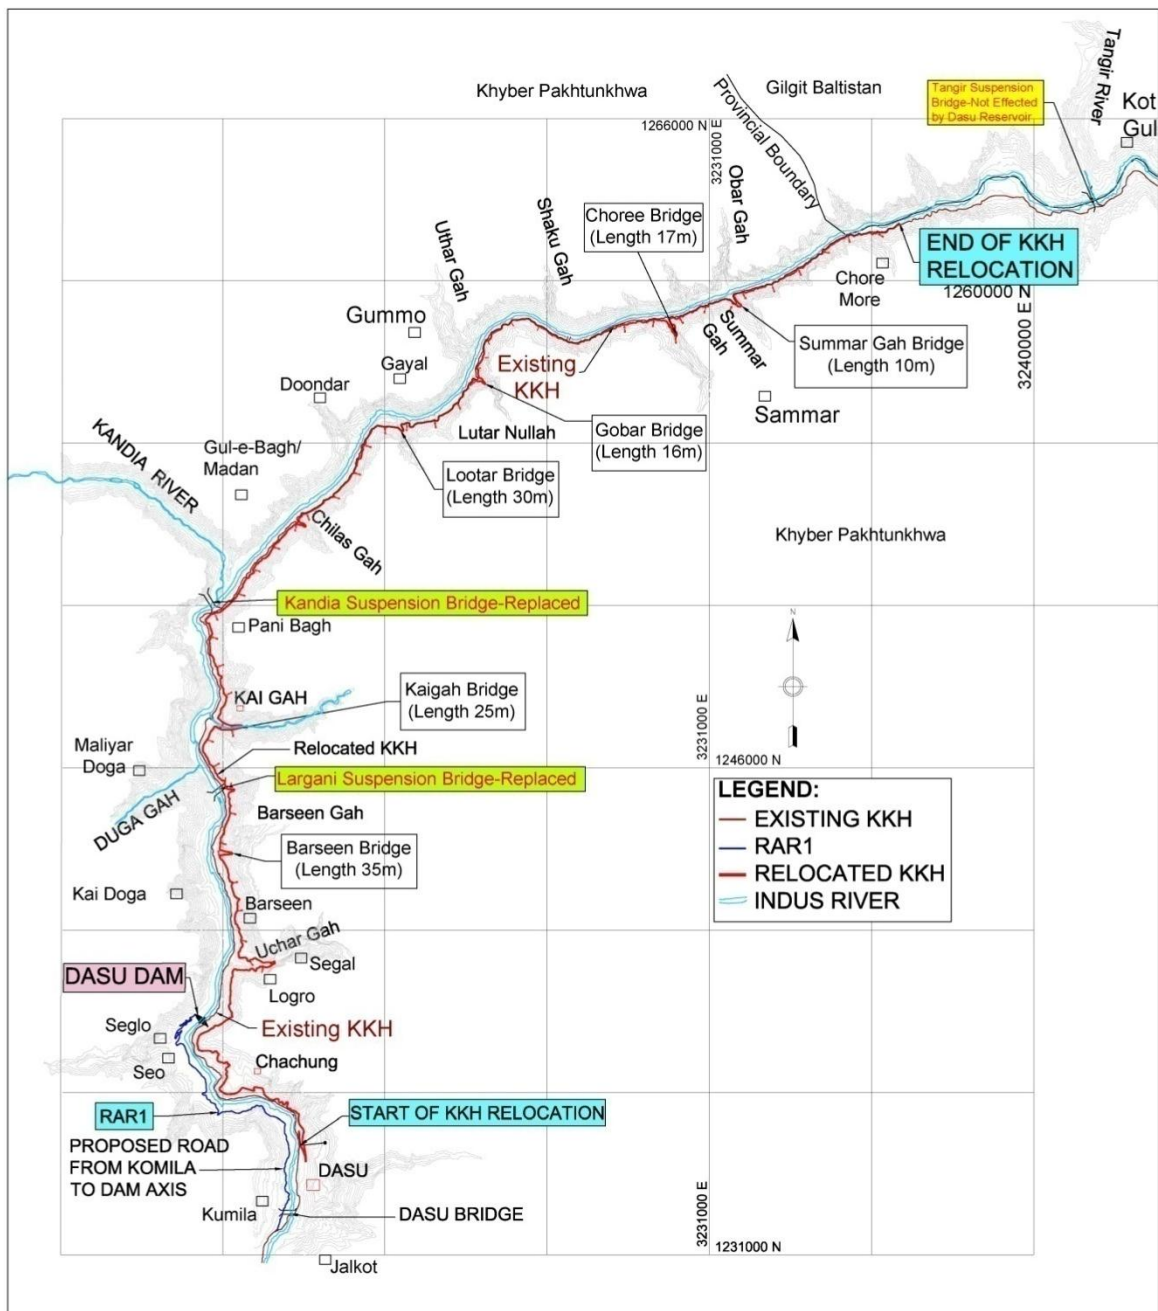 Khyber Pakhtunkhwa
Gilgit Baltistan
Tangir River
Tangir Suspension
Bridge-Not Effected
by Dasu Reservoir
Kot
Gul
1266000 N
3231000 E
Provincial Boundary
Obar Gah
Choree Bridge
(Length 17m)
Shaku Gah
Uthar Gah
END OF KKH
RELOCATION
Chore
More
1260000 N
3240000 E
Gummo
Gayal
Doondar
Existing
KKH
Summar
Gah
Summar Gah Bridge
(Length 10m)
Sammar
Gobar Bridge
(Length 16m)
Lutar Nullah
Lootar Bridge
(Length 30m)
KANDIA RIVER
Gul-e-Bagh/
Madan
Chilas Gah
Khyber Pakhtunkhwa
Kandia Suspension Bridge-Replaced
Pani Bagh
N
KAI GAH
Kaigah Bridge
(Length 25m)
3231000 E
1246000 N
Maliyar
Doga
Relocated KKH
Largani Suspension Bridge-Replaced
DUGA GAH
Barseen Gah
LEGEND:
EXISTING KKH
RAR1
RELOCATED KKH
INDUS RIVER
Barseen Bridge
(Length 35m)
Kai Doga
Barseen
Uchar Gah
Segal
Logro
DASU DAM
Seglo
Existing KKH
Seo
Chachung
RAR1
START OF KKH RELOCATION
PROPOSED ROAD
FROM KOMILA
TO DAM AXIS
DASU
Kumila
DASU BRIDGE
3231000 E
1231000 N
Jalkot